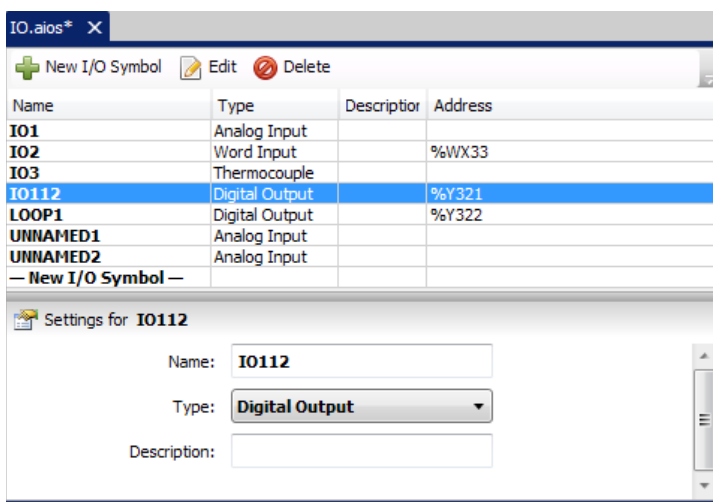 IO.aios* X
New I/O Symbol Edit Delete
Name Type Description Address
IO1 Analog Input
IO2 Word Input %WX33
IO3 Thermocouple
IO112 Digital Output %Y321
LOOP1 Digital Output %Y322
UNNAMED1 Analog Input
UNNAMED2 Analog Input
— New I/O Symbol —
Settings for IO112
Name: IO112
Type: Digital Output
Description: